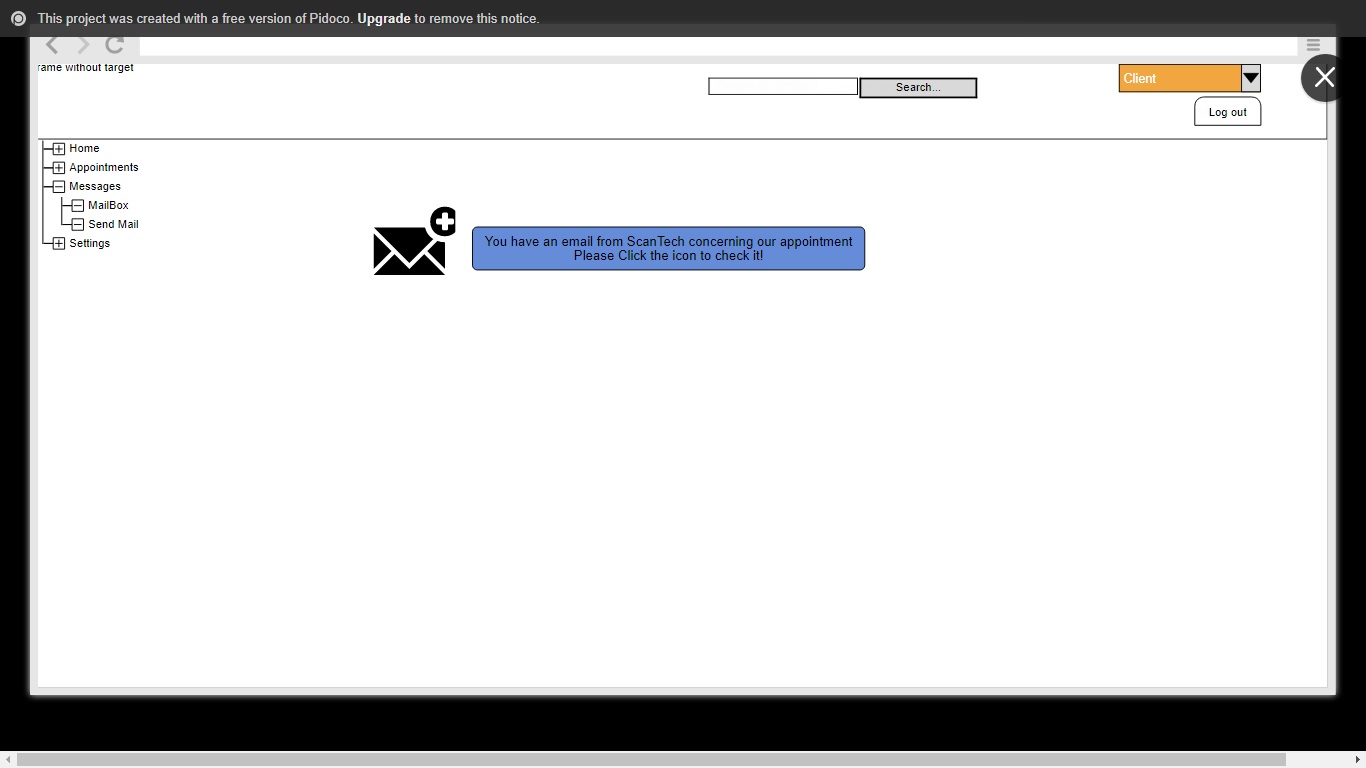 This project was created with a free version of Pidoco. Upgrade to remove this notice.
rame without target
Search...
Client
Log out
Home
Appointments
Messages
MailBox
Send Mail
Settings
You have an email from ScanTech concerning our appointment
Please Click the icon to check it!